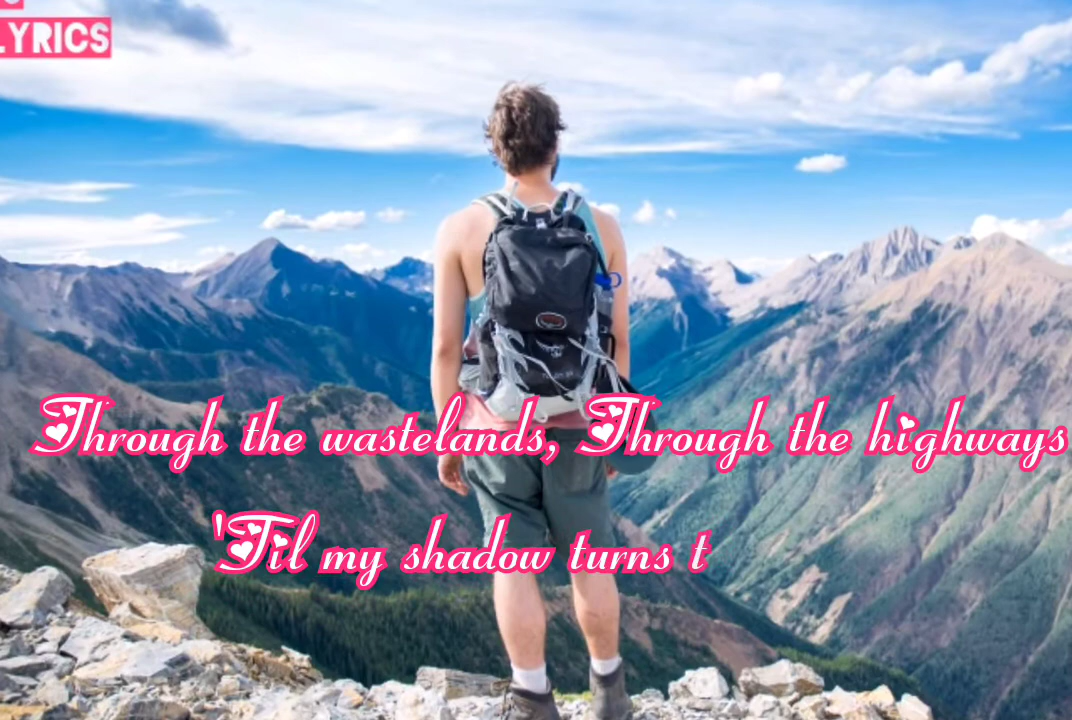 LYRICS
Through the wastelands, Through the highways
'Til my shadow turns t